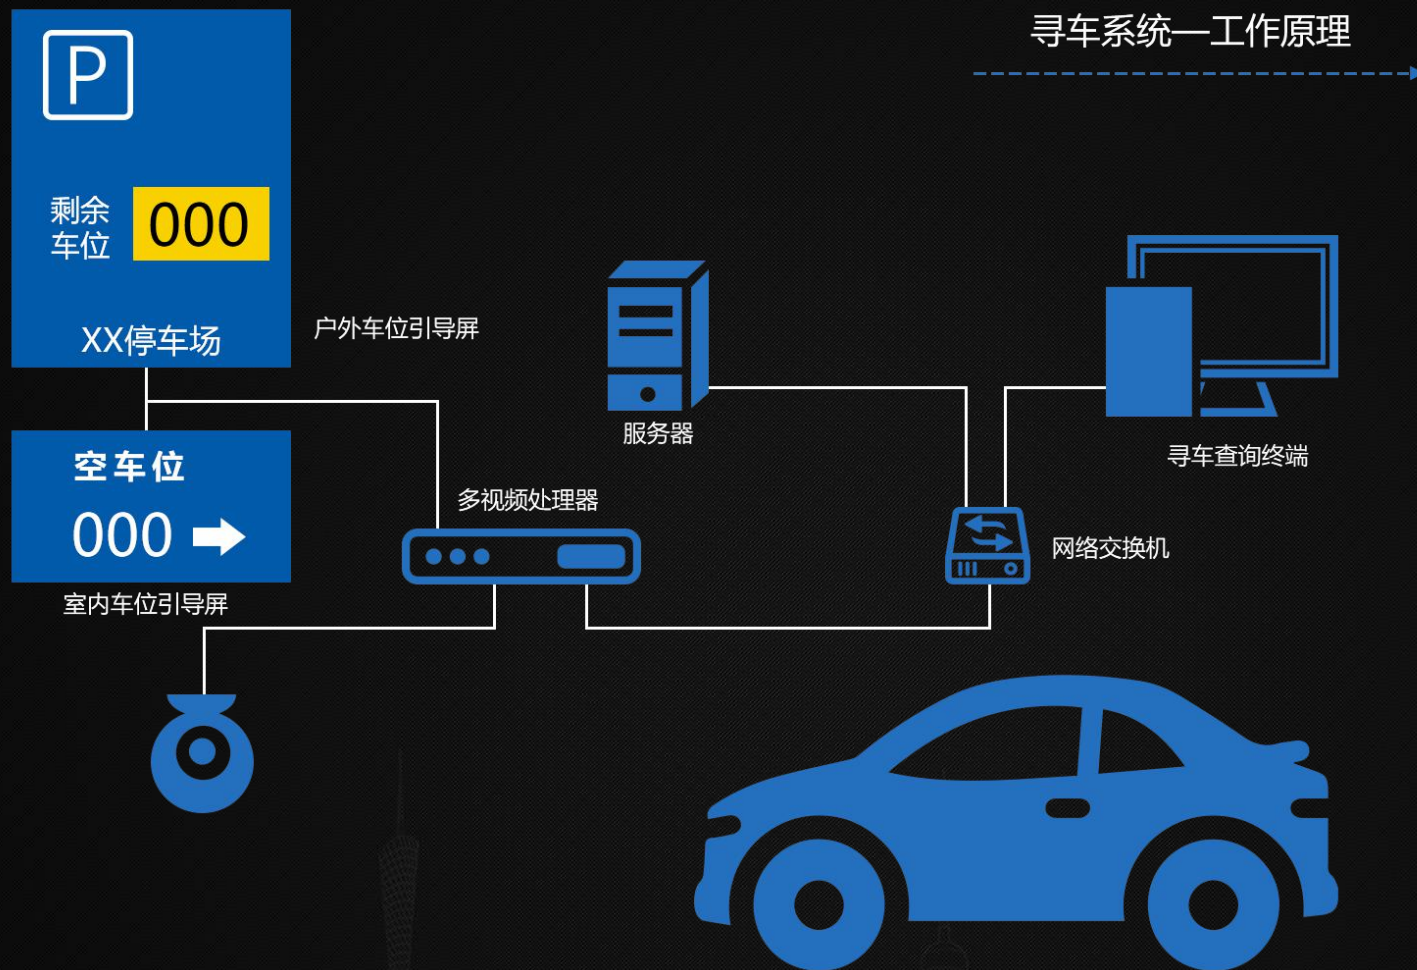 寻车系统—工作原理
P
剩余
车位
000
XX停车场
户外车位引导屏
服务器
寻车查询终端
空车位
000
室内车位引导屏
多视频处理器
网络交换机